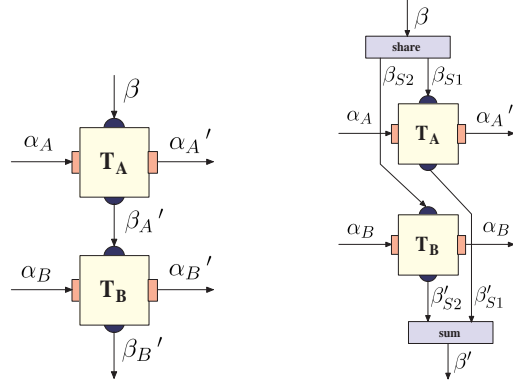 β
α_A
T_A
α_A'
β_A'
α_B
T_B
α_B'
β_B'
β
share
β_S2
β_S1
α_A
T_A
α_A'
α_B
T_B
α_B
β'_S2
β'_S1
sum
β'